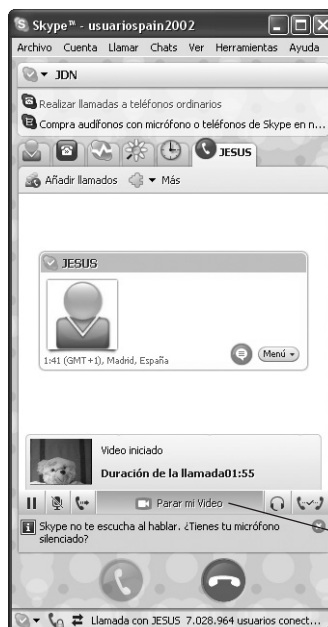 Skype™ - usuariospain2002
Archivo Cuenta Llamar Chats Ver Herramientas Ayuda
JDN
Realizar llamadas a teléfonos ordinarios
Compra audífonos con micrófono o teléfonos de Skype en n...
JESUS
Añadir llamados Más
JESUS
1:41 (GMT+1), Madrid, España
Menú
Video iniciado
Duración de la llamada01:55
Parar mi Video
Skype no te escucha al hablar. ¿Tienes tu micrófono
silenciado?
Llamada con JESUS 7.028.964 usuarios conect...